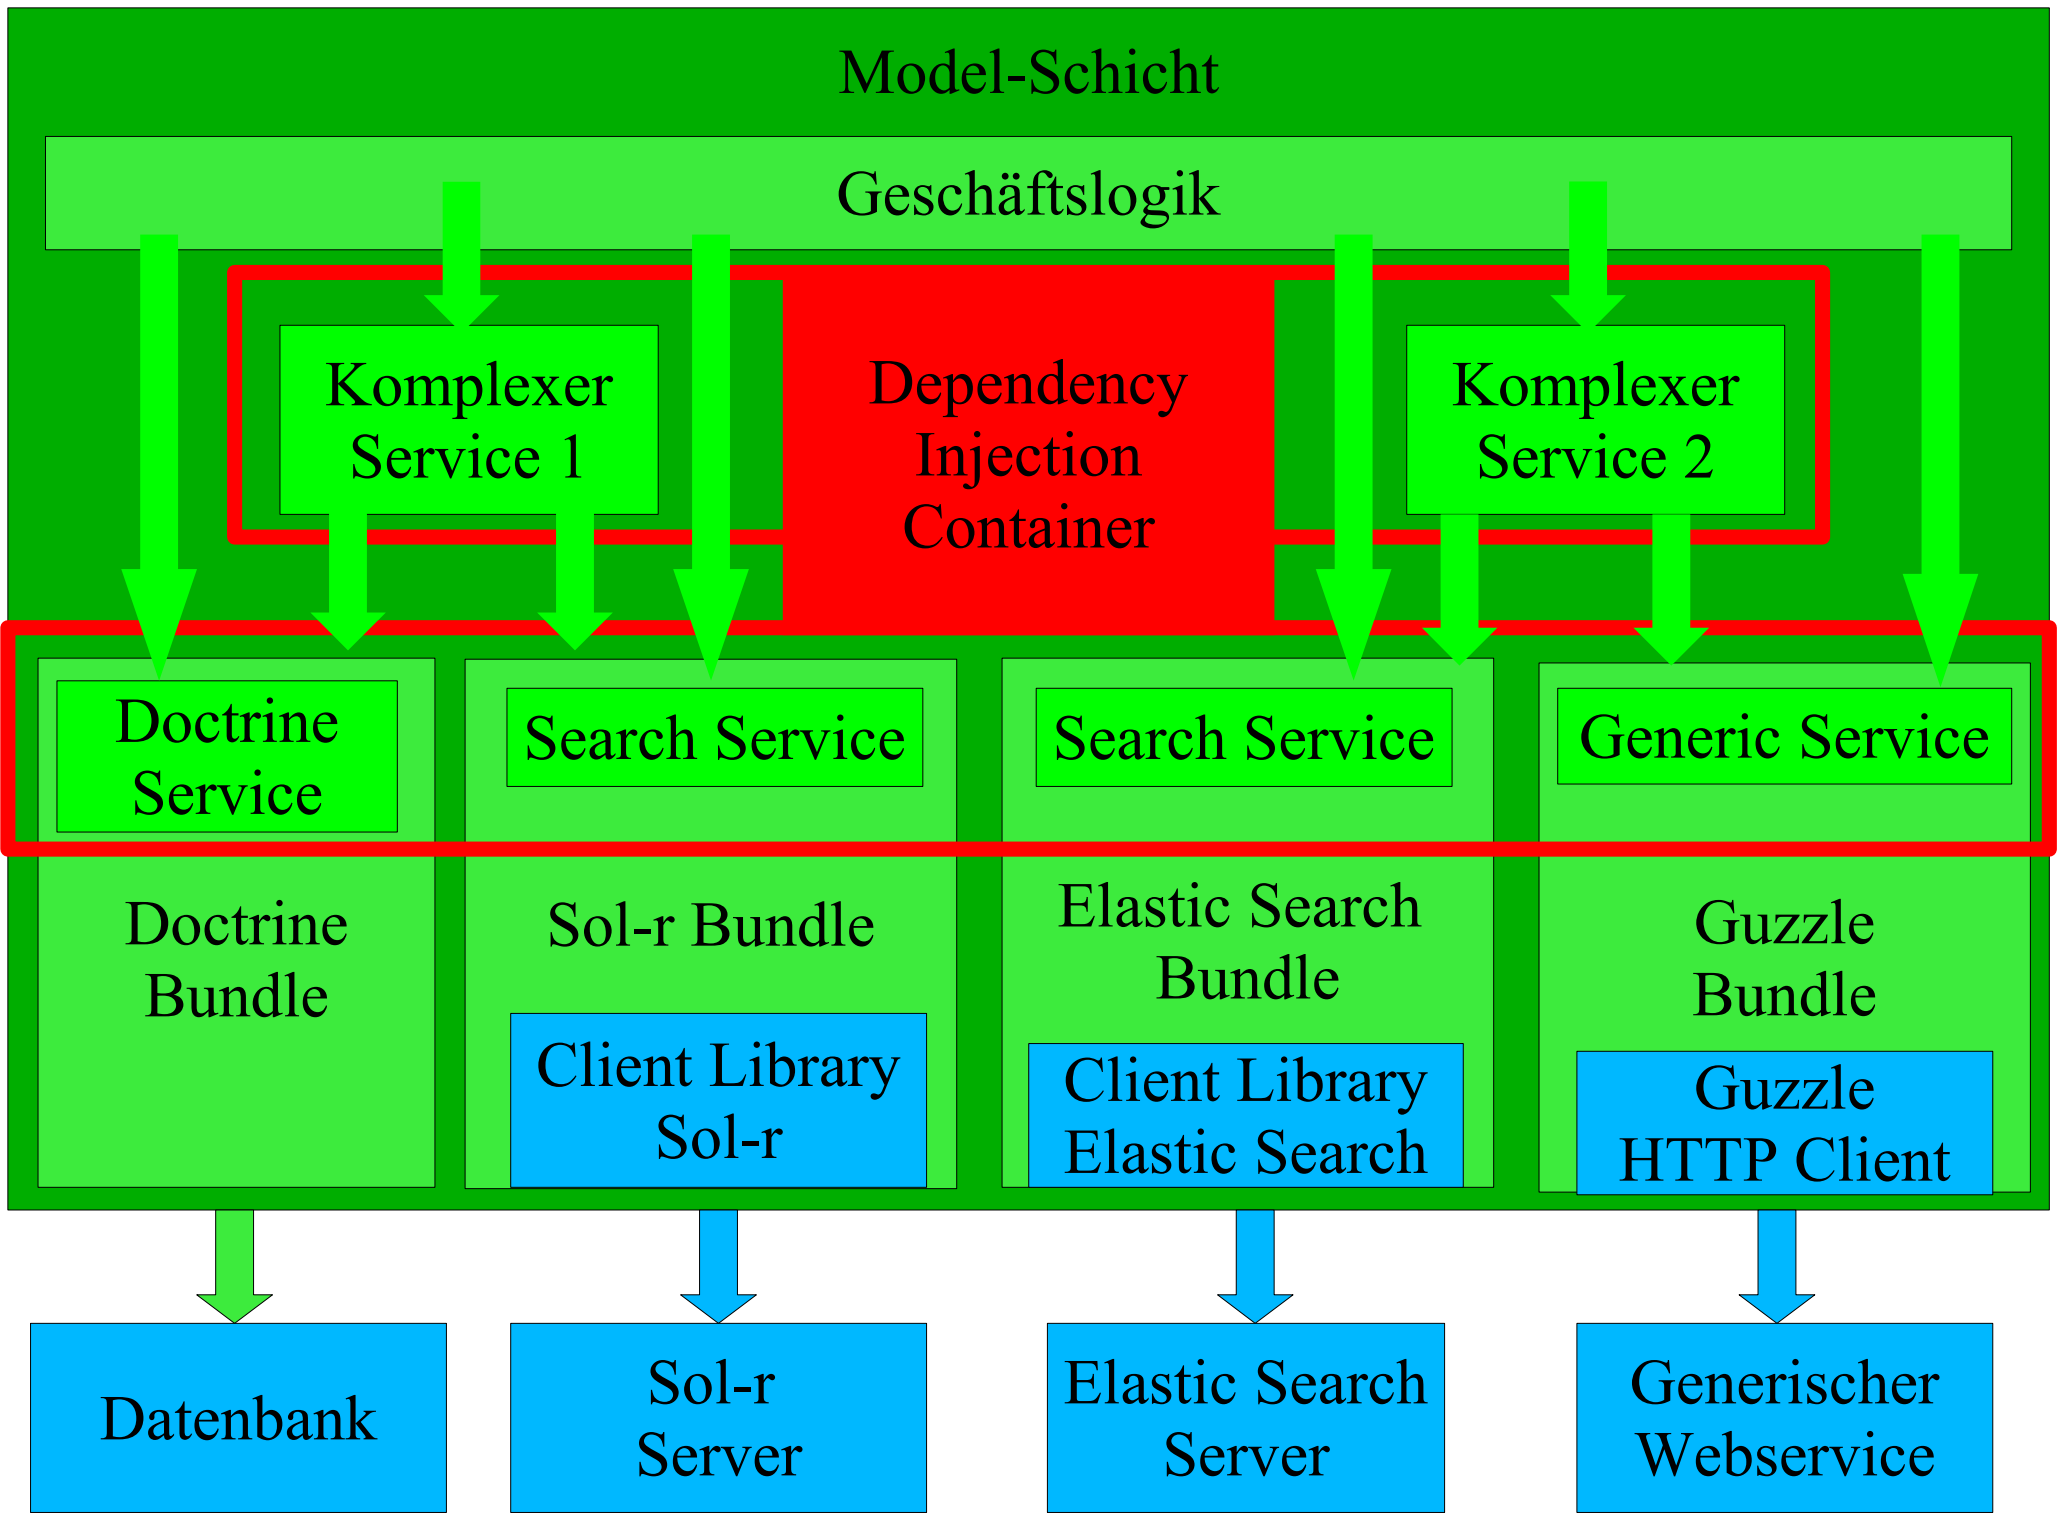 Model-Schicht
Geschäftslogik
Komplexer
Service 1
Dependency
Injection
Container
Komplexer
Service 2
Doctrine
Service
Search Service
Search Service
Generic Service
Doctrine
Bundle
Sol-r Bundle
Elastic Search
Bundle
Guzzle
Bundle
Client Library
Sol-r
Client Library
Elastic Search
Guzzle
HTTP Client
Datenbank
Sol-r
Server
Elastic Search
Server
Generischer
Webservice